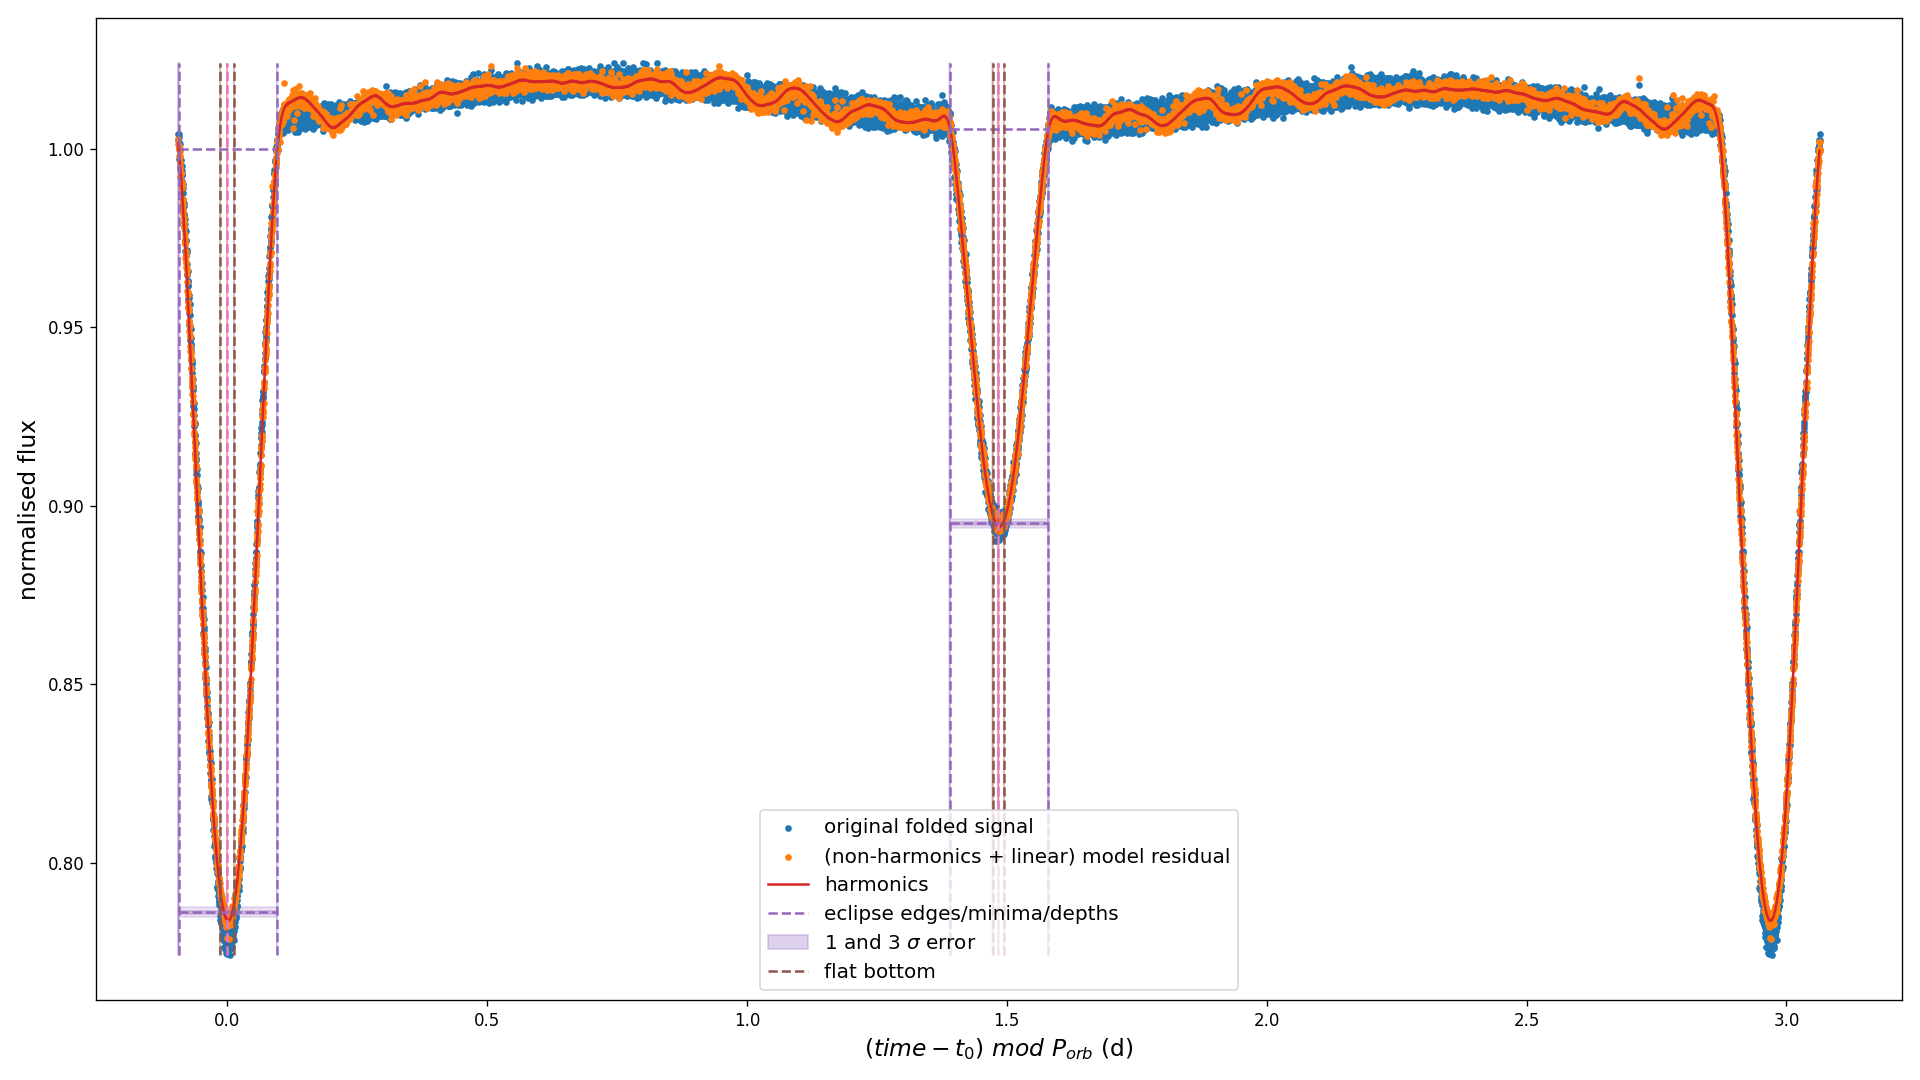 normalised flux
1.00
0.95
0.90
0.85
0.80
original folded signal
(non-harmonics + linear) model residual
harmonics
eclipse edges/minima/depths
1 and 3 σ error
flat bottom
0.0 0.5 1.0 1.5 2.0 2.5 3.0
(time − t₀) mod Pₒᵣb (d)